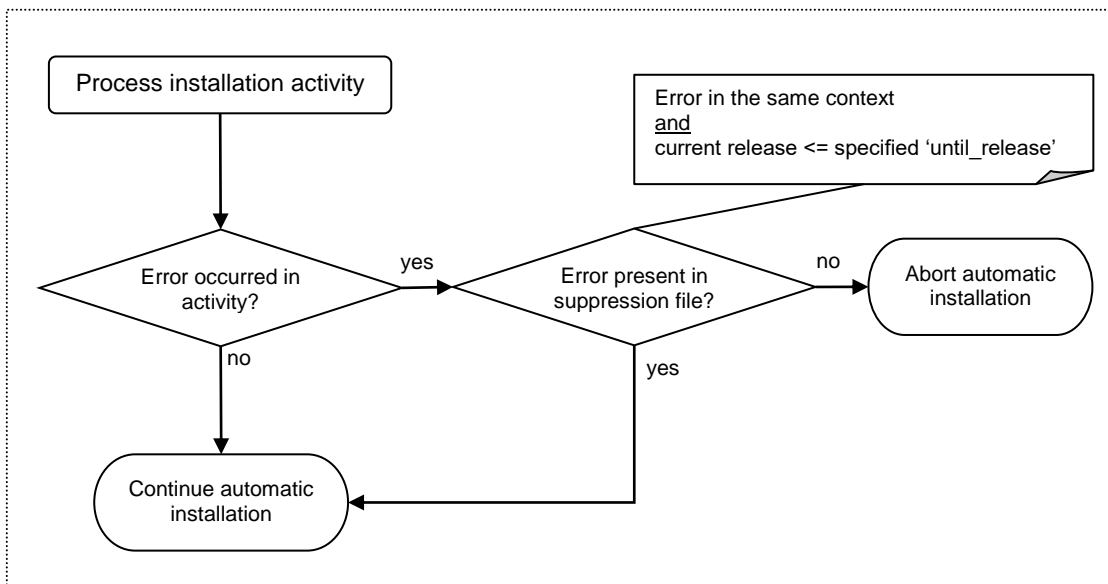 Process installation activity
Error in the same context
and
current release <= specified ‘until_release’
Error occurred in
activity?
yes
Error present in
suppression file?
no
Abort automatic
installation
no
yes
Continue automatic
installation